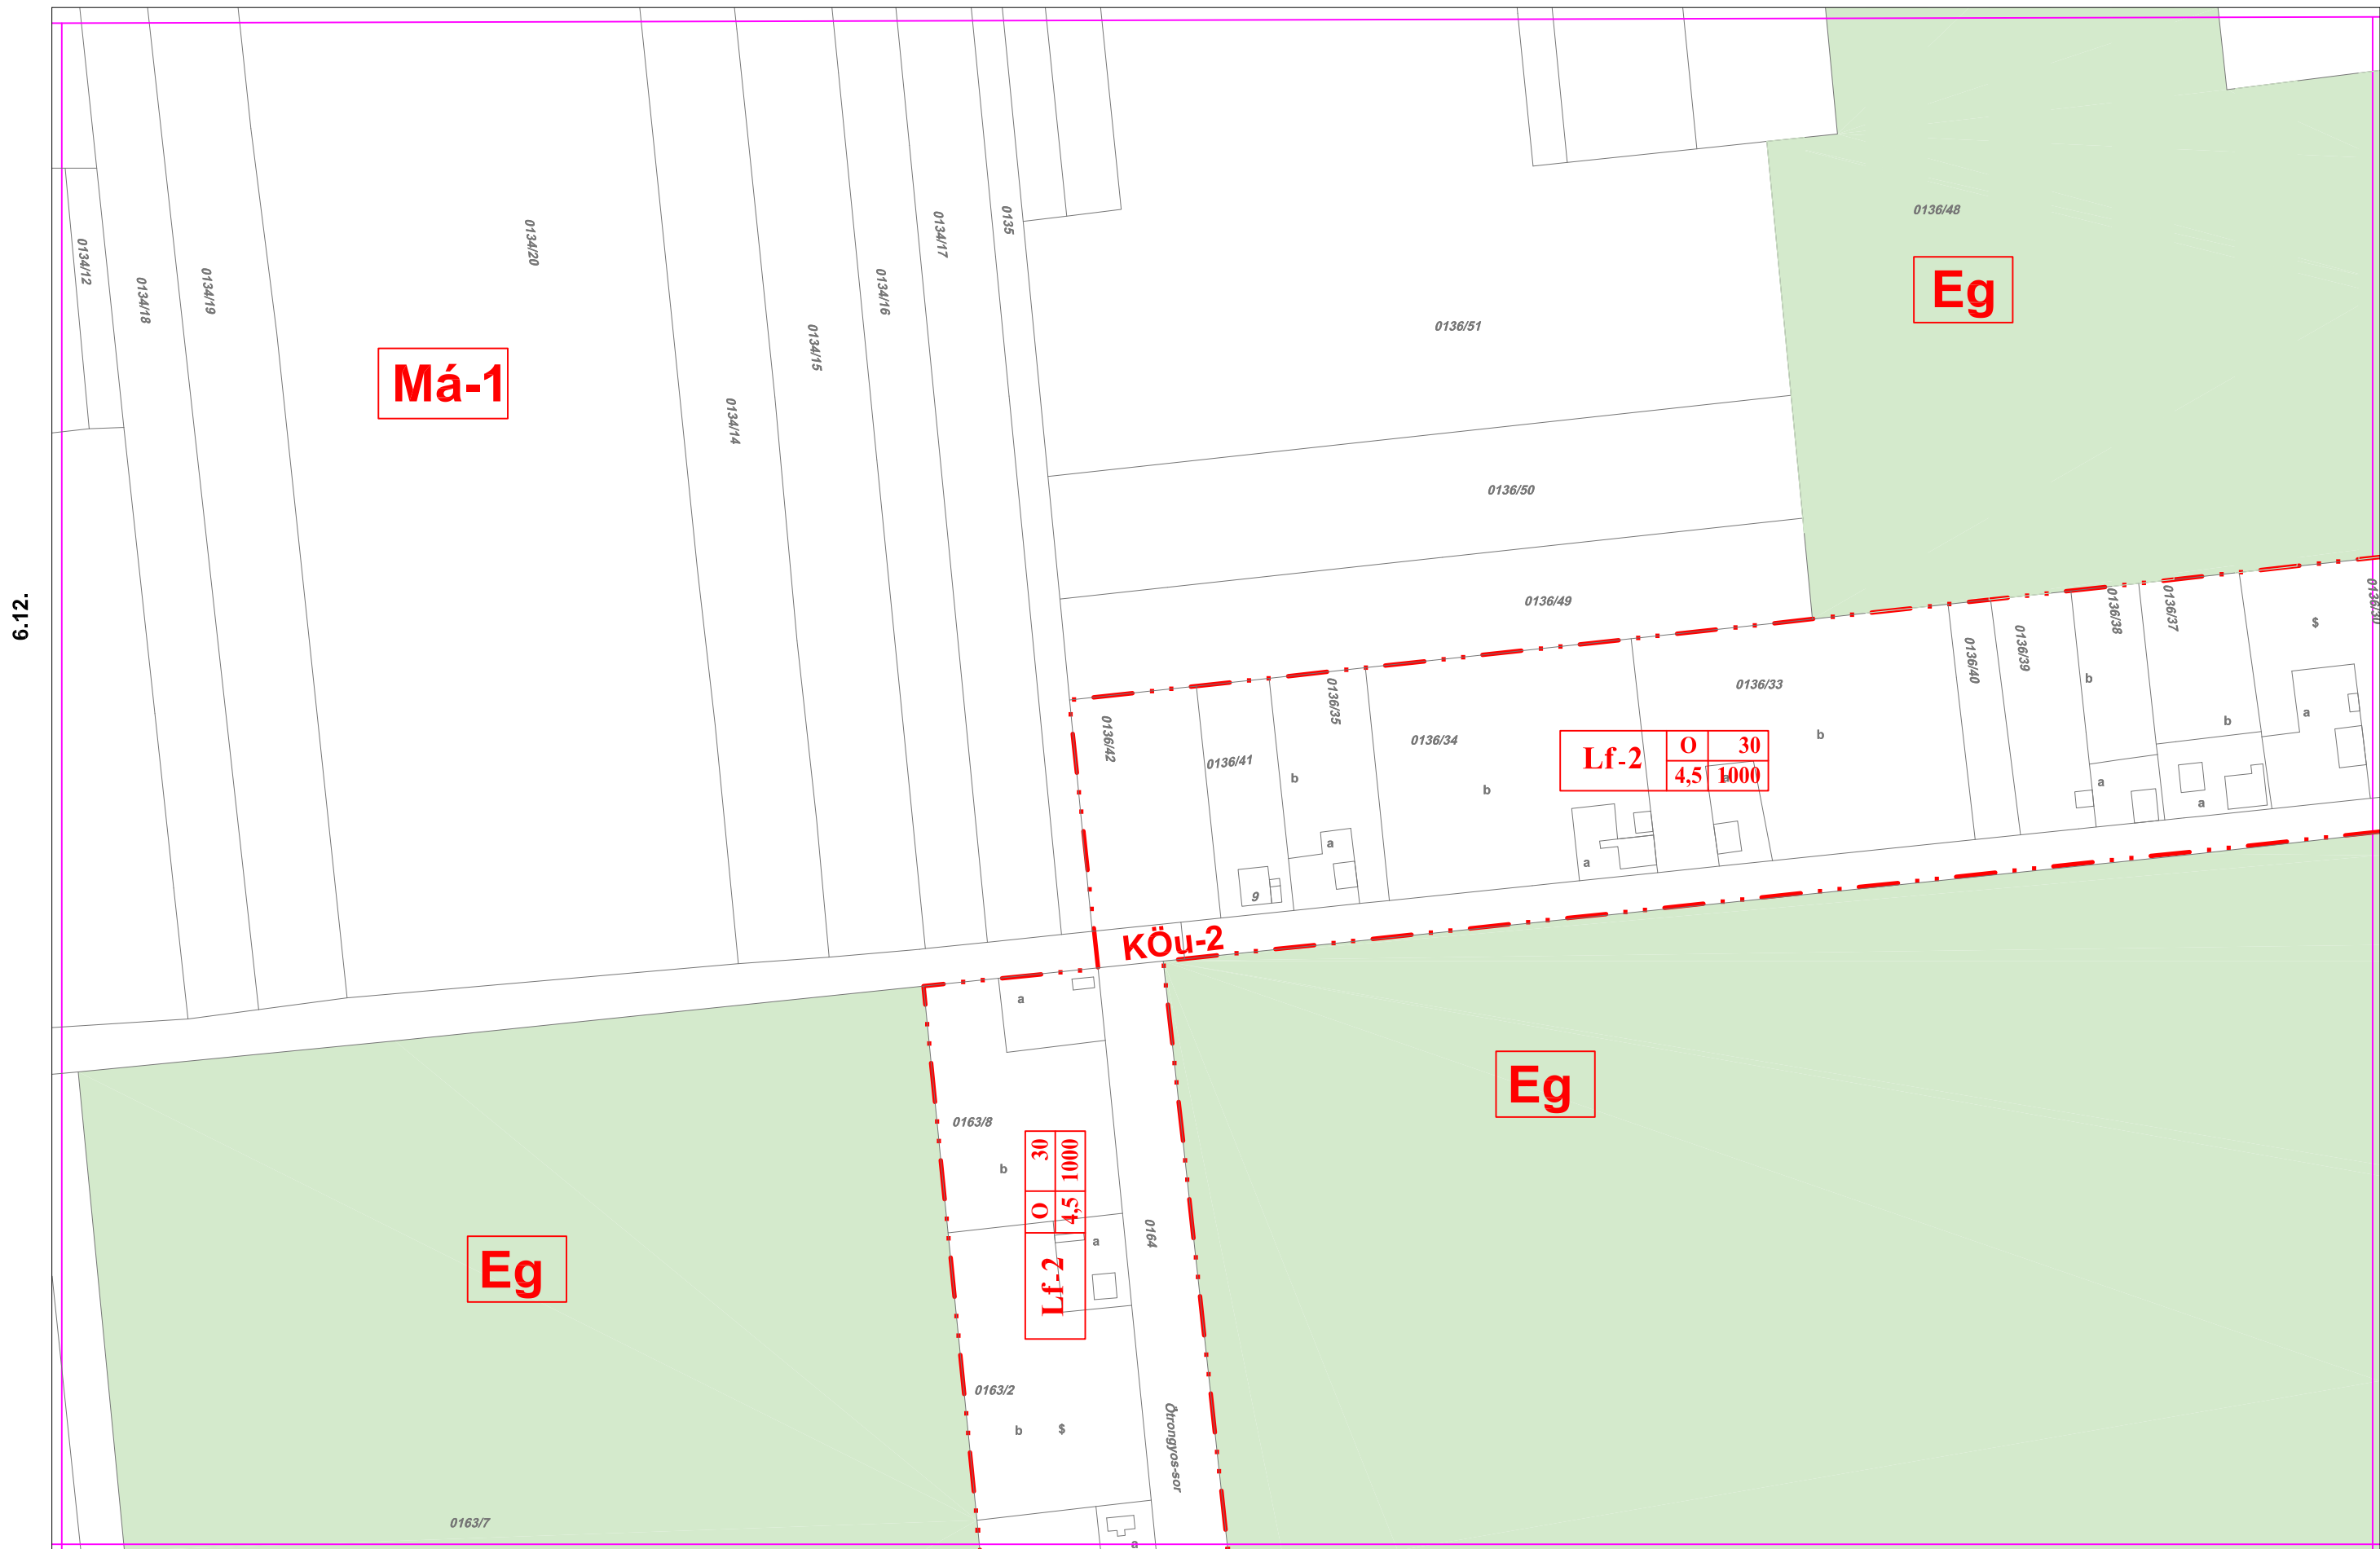 6.12.
0134/12
0134/18
0134/19
0134/20
Má-1
0134/14
0134/15
0134/16
0134/17
0135
0136/51
0136/48
Eg
0136/50
0136/49
0136/42
0136/41
9
0136/35
b
a
0136/34
b
a
0136/33
b
a
Lf-2
O
30
4,5
1000
0136/40
0136/39
0136/38
b
a
0136/37
b
a
$
a
KÖu-2
a
0163/8
b
Lf-2
O
30
4,5
1000
a
0164
Eg
Eg
0163/2
b
$
Ötrongyos-sor
0163/7
a